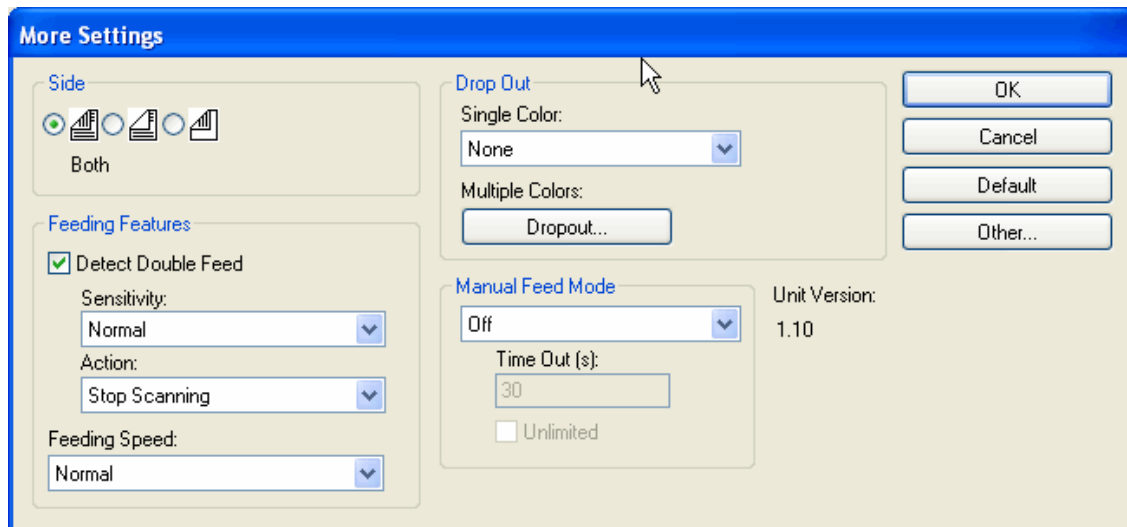 More Settings
Side
Both
Feeding Features
Detect Double Feed
Sensitivity:
Normal
Action:
Stop Scanning
Feeding Speed:
Normal
Drop Out
Single Color:
None
Multiple Colors:
Dropout...
Manual Feed Mode
Off
Time Out (s):
30
Unlimited
OK
Cancel
Default
Other...
Unit Version:
1.10